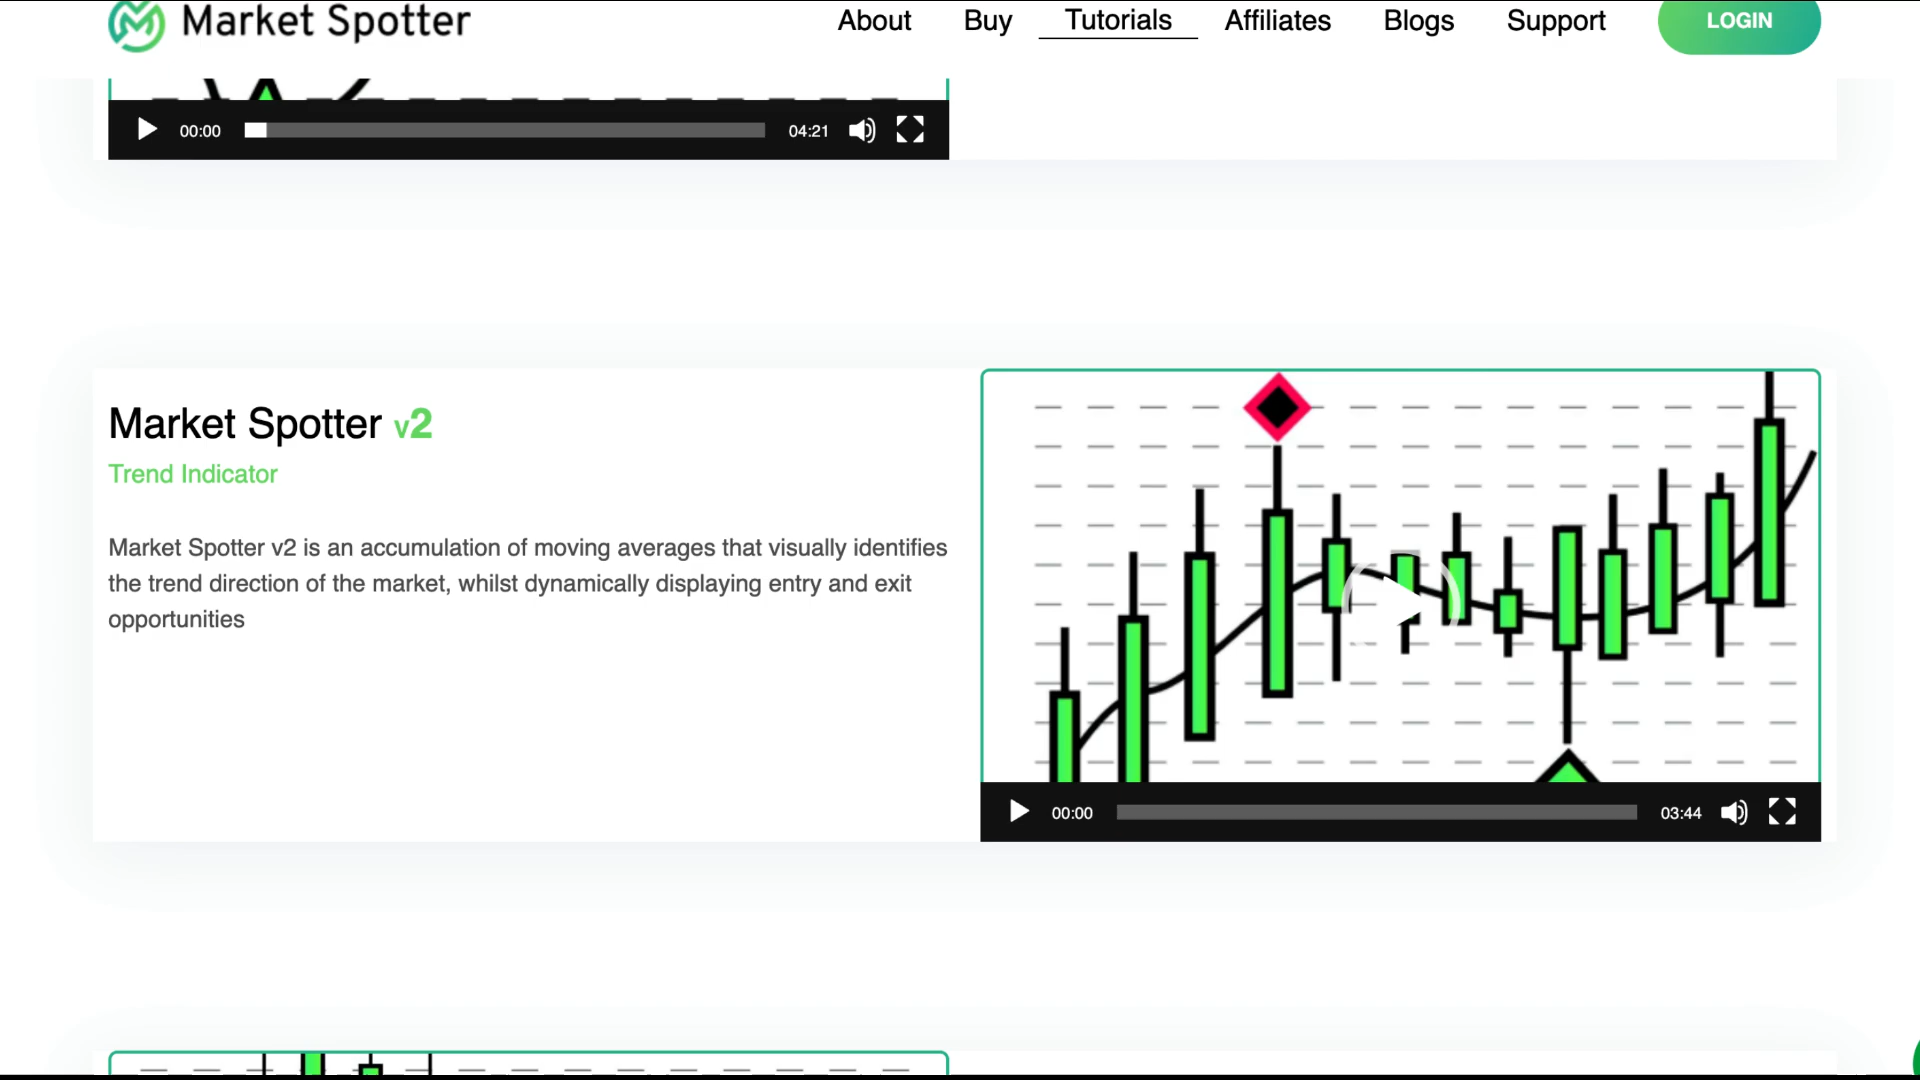 Market Spotter
About
Buy
Tutorials
Affiliates
Blogs
Support
LOGIN
00:00
04:21
Market Spotter v2
Trend Indicator
Market Spotter v2 is an accumulation of moving averages that visually identifies
the trend direction of the market, whilst dynamically displaying entry and exit
opportunities
00:00
03:44